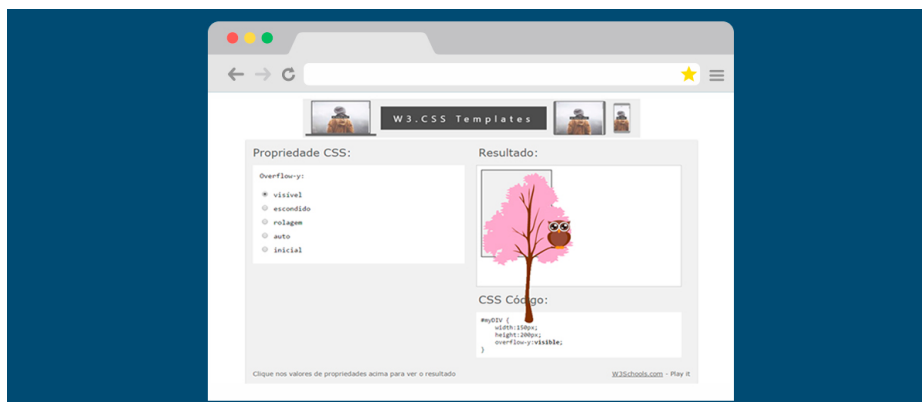 W3.CSS Templates
Propriedade CSS:
Overflow-y:
visível
escondido
rolagem
auto
inicial
Resultado:
CSS Código:
#myDIV {
width:150px;
height:200px;
overflow-y:visible;
}
Clique nos valores de propriedades acima para ver o resultado
W3Schools.com - Play it